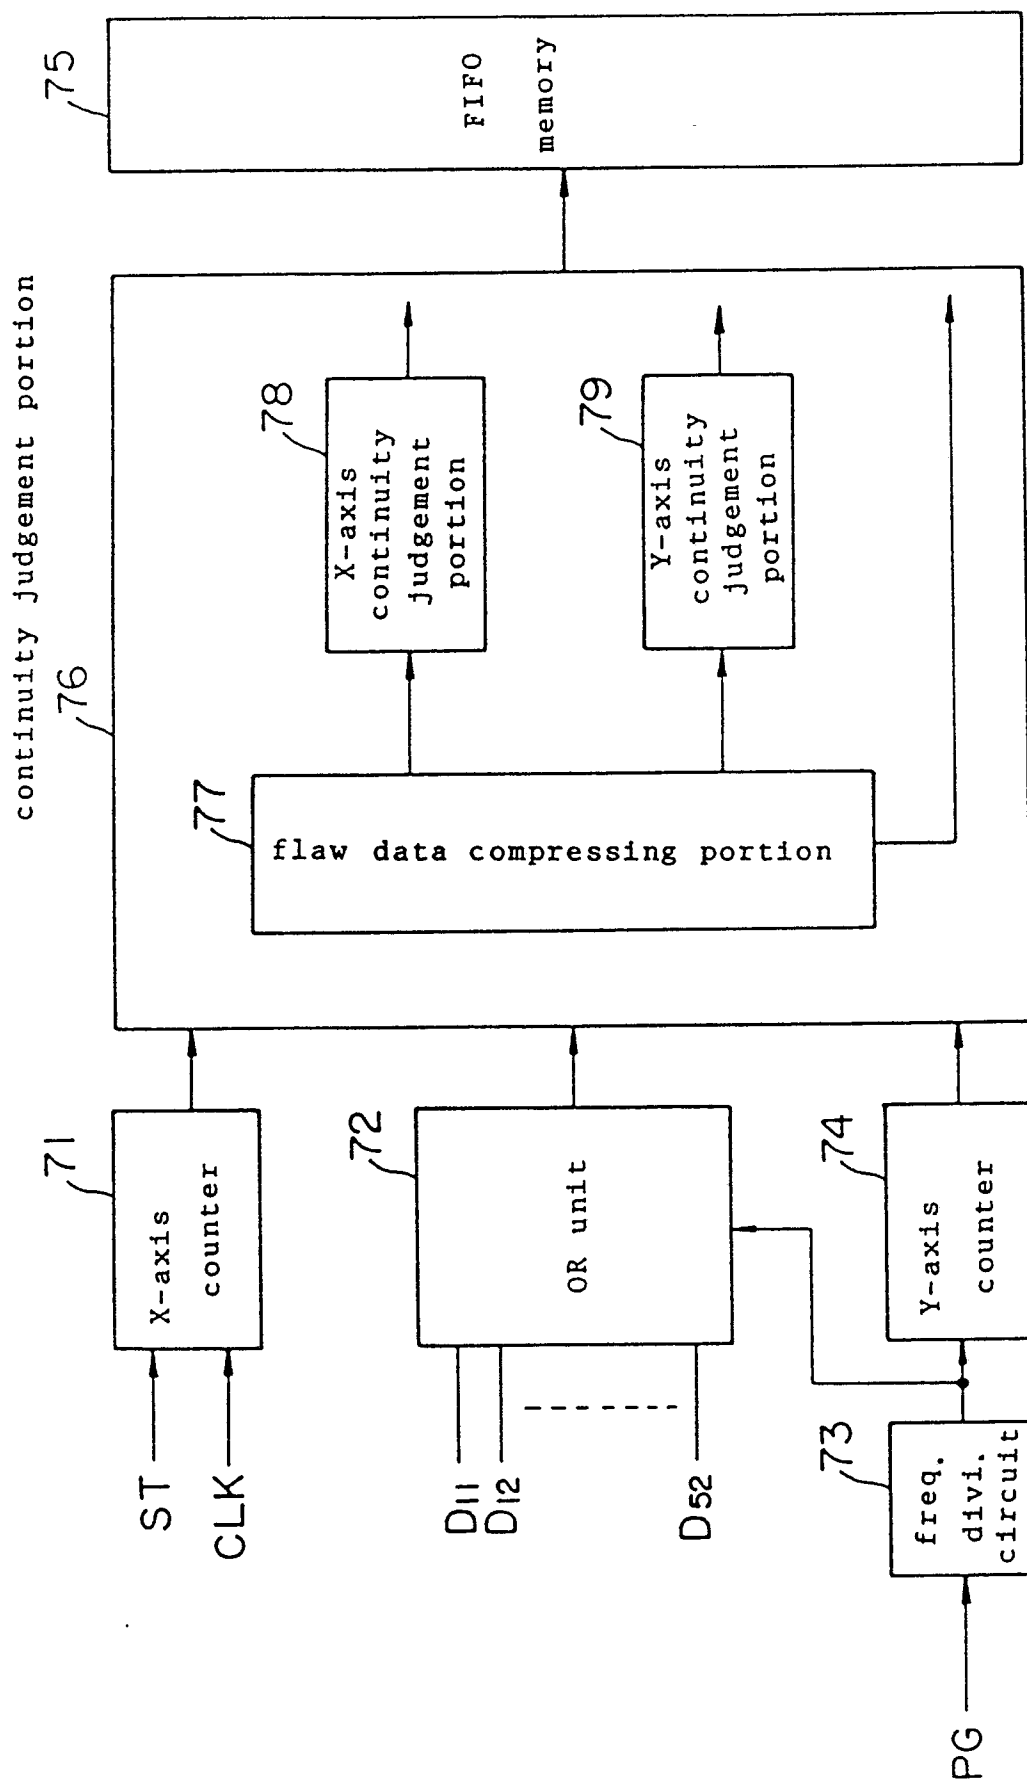 continuity judgement portion
75
FIFO
memory
76
78
X-axis
continuity
judgement
portion
79
Y-axis
continuity
judgement
portion
77
flaw data compressing portion
71
X-axis
counter
ST
CLK
72
OR unit
D11
D12
D52
74
Y-axis
counter
73
freq.
divi.
circuit
PG